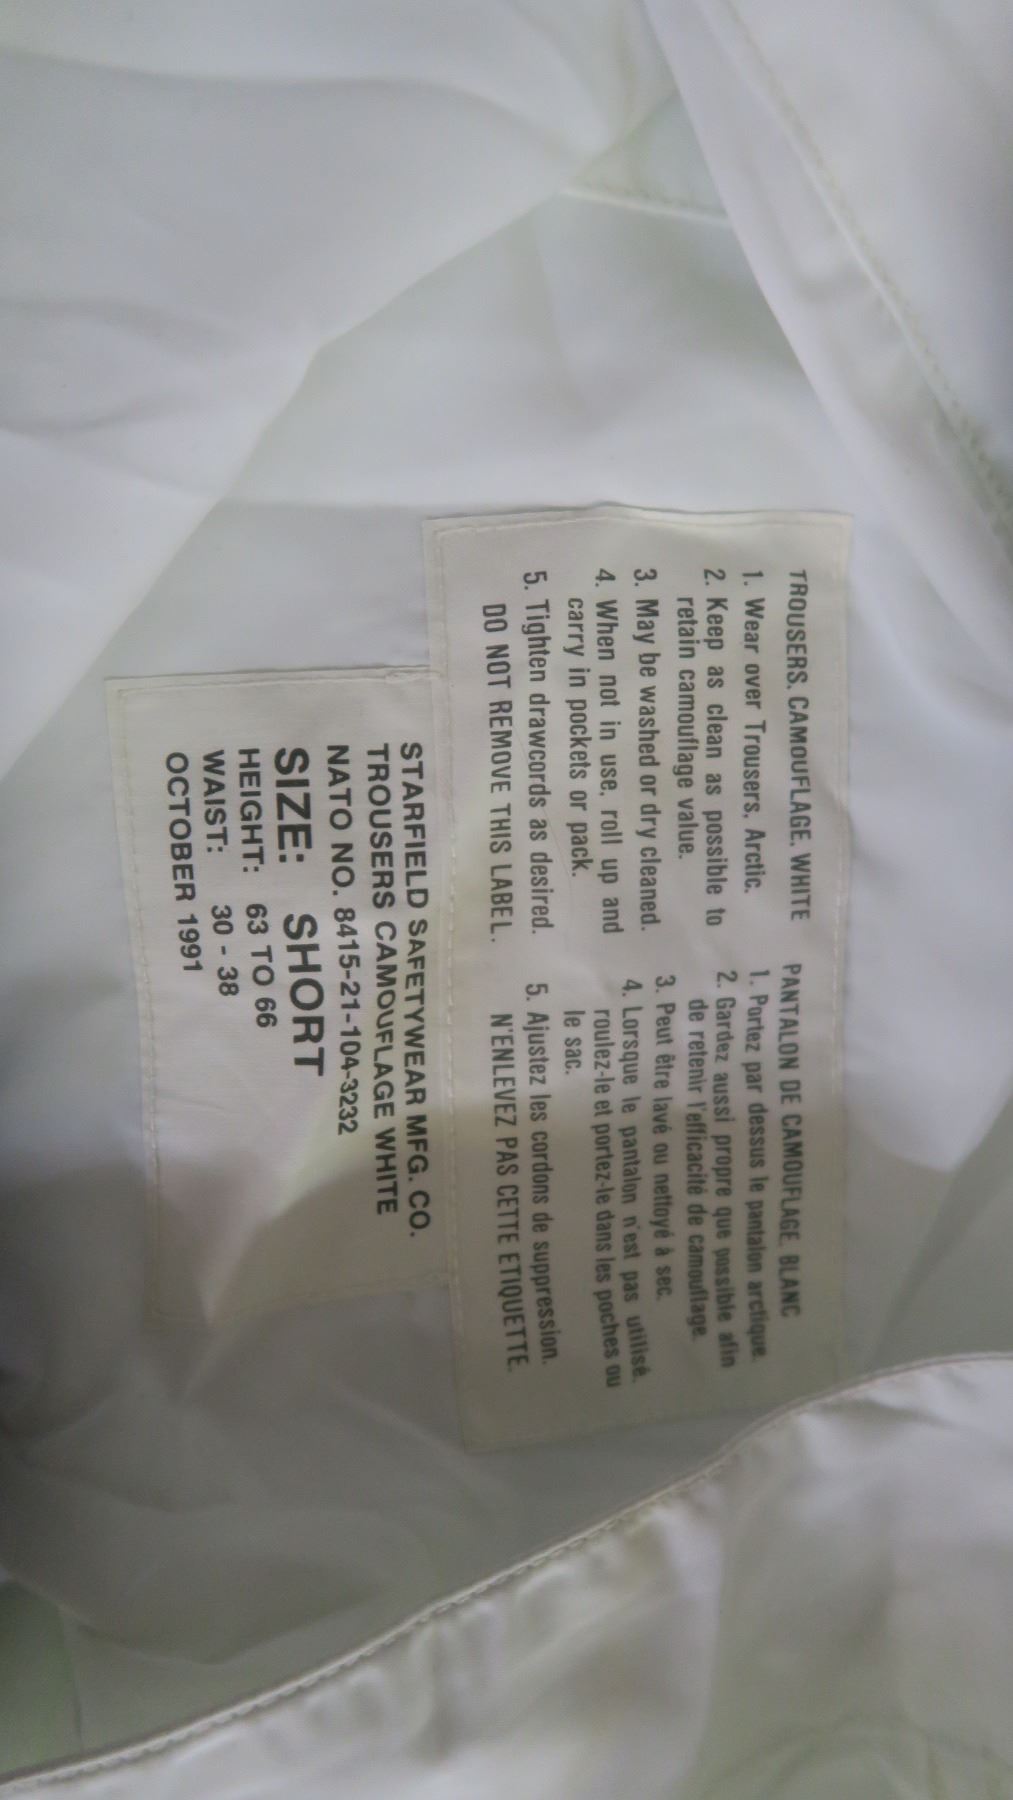 TROUSERS, CAMOUFLAGE, WHITE
1. Wear over Trousers, Arctic.
2. Keep as clean as possible to
retain camouflage value.
3. May be washed or dry cleaned.
4. When not in use, roll up and
carry in pockets or pack.
5. Tighten drawcords as desired.
DO NOT REMOVE THIS LABEL.
PANTALON DE CAMOUFLAGE, BLANC
1. Portez par dessus le pantalon arctique.
2. Gardez aussi propre que possible afin
de retenir l'efficacité de camouflage.
3. Peut être lavé ou nettoyé à sec.
4. Lorsque le pantalon n'est pas utilisé,
roulez-le et portez-le dans les poches ou
le sac.
5. Ajustez les cordons de suppression.
N'ENLEVEZ PAS CETTE ETIQUETTE.
STARFIELD SAFETYWEAR MFG. CO.
TROUSERS CAMOUFLAGE WHITE
NATO NO. 8415-21-104-3232
SIZE: SHORT
HEIGHT: 63 TO 66
WAIST: 30 - 38
OCTOBER 1991